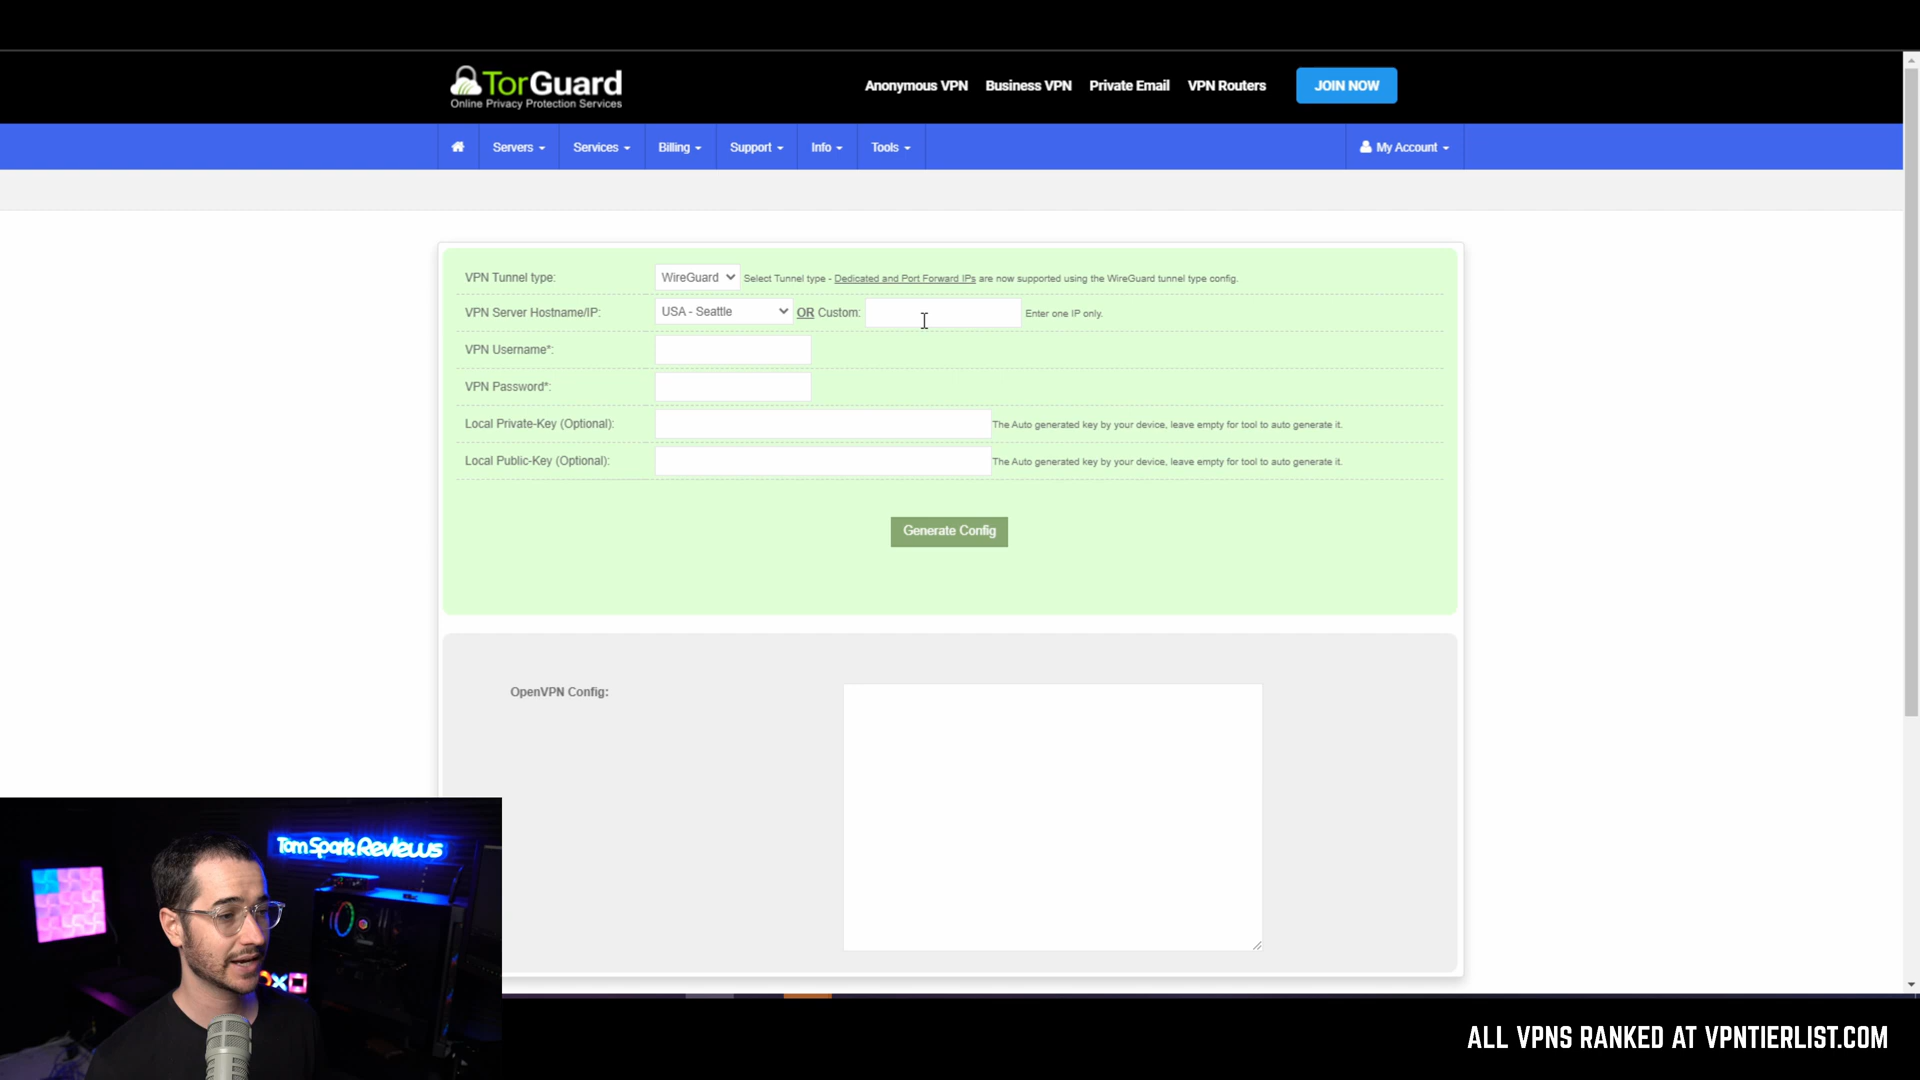 TorGuard
Online Privacy Protection Services
Anonymous VPN Business VPN Private Email VPN Routers JOIN NOW
Servers Services Billing Support Info Tools My Account
VPN Tunnel type: WireGuard Select Tunnel type - Dedicated and Port Forward IPs are now supported using the WireGuard tunnel type config.
VPN Server Hostname/IP: USA - Seattle OR Custom: Enter one IP only.
VPN Username*:
VPN Password*:
Local Private-Key (Optional): The Auto generated key by your device, leave empty for tool to auto generate it.
Local Public-Key (Optional): The Auto generated key by your device, leave empty for tool to auto generate it.
Generate Config
OpenVPN Config:
Tom Spark Reviews
ALL VPNS RANKED AT VPNTIERLIST.COM